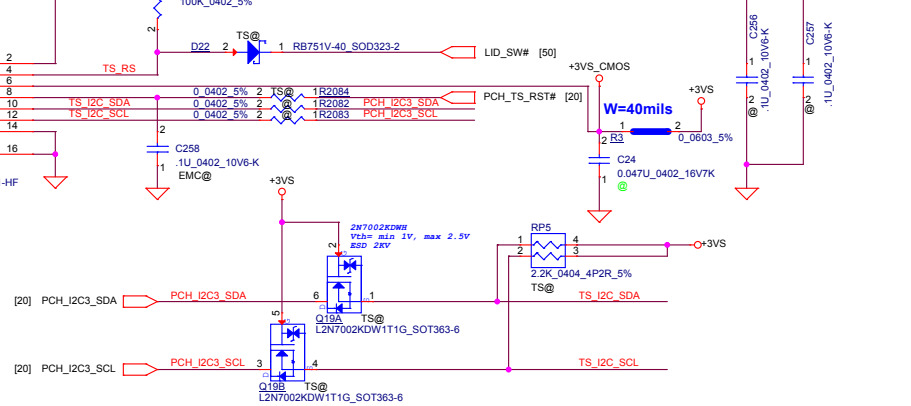 100K_0402_5%
2
D22
2
TS@
1
RB751V-40_SOD323-2
LID_SW# [50]
2
4
6
8
10
12
14
16
TS_RS
TS_I2C_SDA
TS_I2C_SCL
0_0402_5% 2 TS@ 1 R2084
0_0402_5% 2 @ 1 R2082
0_0402_5% 2 @ 1 R2083
PCH_I2C3_SDA
PCH_I2C3_SCL
PCH_TS_RST# [20]
+3VS_CMOS
W=40mils
+3VS
1
2
R3
0_0603_5%
2
1
C24
0.047U_0402_16V7K
@
C256
.1U_0402_10V6-K
1
2
@
C257
.1U_0402_10V6-K
1
2
@
2
1
C258
.1U_0402_10V6-K
EMC@
-HF
+3VS
2N7002KDWH
Vth= min 1V, max 2.5V
ESD 2KV
2
RP5
1
2
4
3
+3VS
2.2K_0404_4P2R_5%
TS@
[20] PCH_I2C3_SDA
PCH_I2C3_SDA
6
D
S
1
TS_I2C_SDA
Q19A
TS@
L2N7002KDW1T1G_SOT363-6
5
[20] PCH_I2C3_SCL
PCH_I2C3_SCL
3
D
S
4
TS_I2C_SCL
Q19B
TS@
L2N7002KDW1T1G_SOT363-6